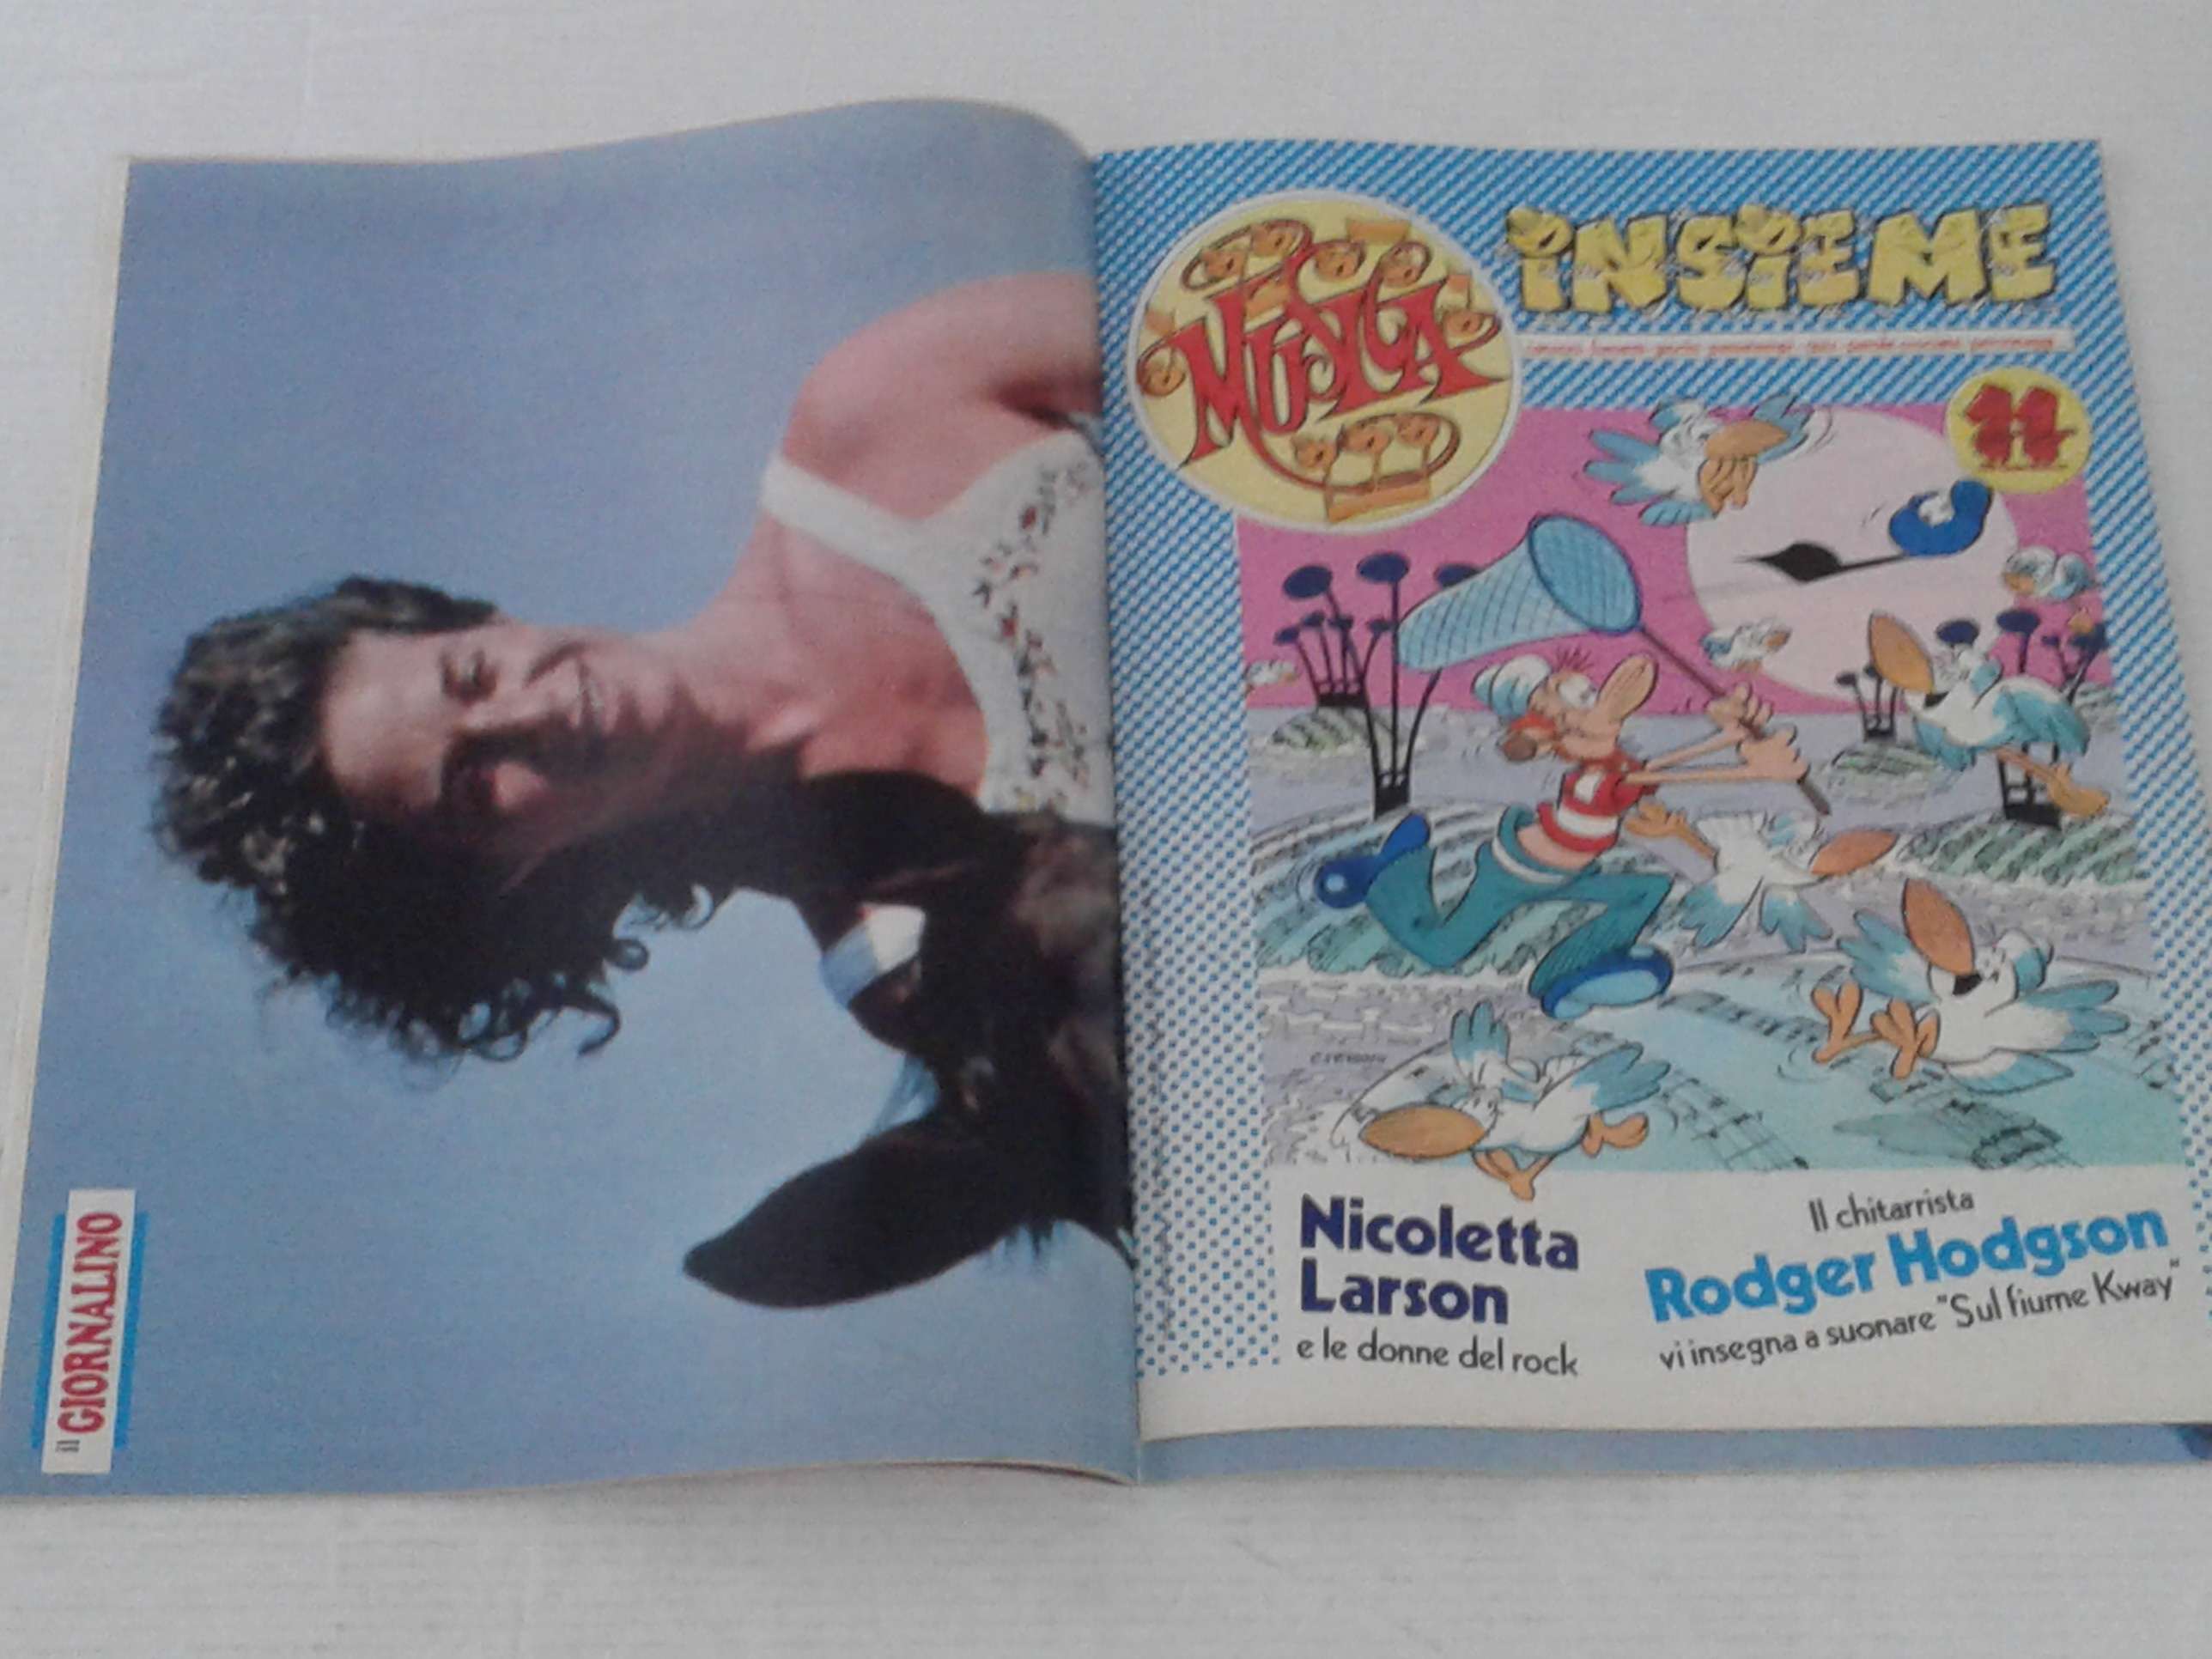 il GIORNALINO
MUSICA
INSIEME
11
Nicoletta
Larson
e le donne del rock
Il chitarrista
Rodger Hodgson
vi insegna a suonare "Sul fiume Kway"